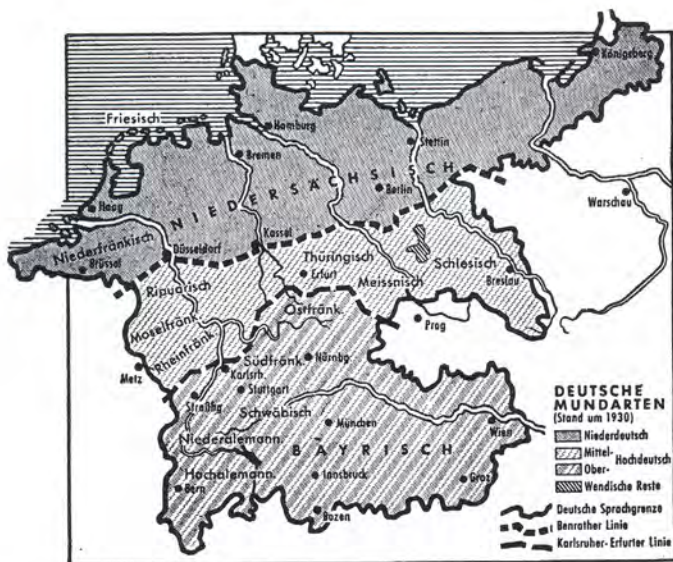 Königsberg
Friesisch
Hamburg
Stettin
Bremen
NIEDERSÄCHSISCH
Berlin
Haag
Warschau
Niederfränkisch
Brüssel
Düsseldorf
Kassel
Thüringisch
Erfurt
Schlesisch
Meissnisch
Breslau
Ripuarisch
Ostfränk.
Moselfränk.
Prag
Rheinfränk.
Metz
Südfränk.
Nürnbg.
Karlsrh.
Stuttgart
Straßbg.
Schwäbisch
München
Wien
Niederalemann.
BAYRISCH
Hochalemann.
Innsbruck
Graz
Bern
Bozen
DEUTSCHE
MUNDARTEN
(Stand um 1930)
Niederdeutsch
Mittel-
Hochdeutsch
Ober-
Wendische Reste
Deutsche Sprachgrenze
Benrather Linie
Karlsruher-Erfurter Linie